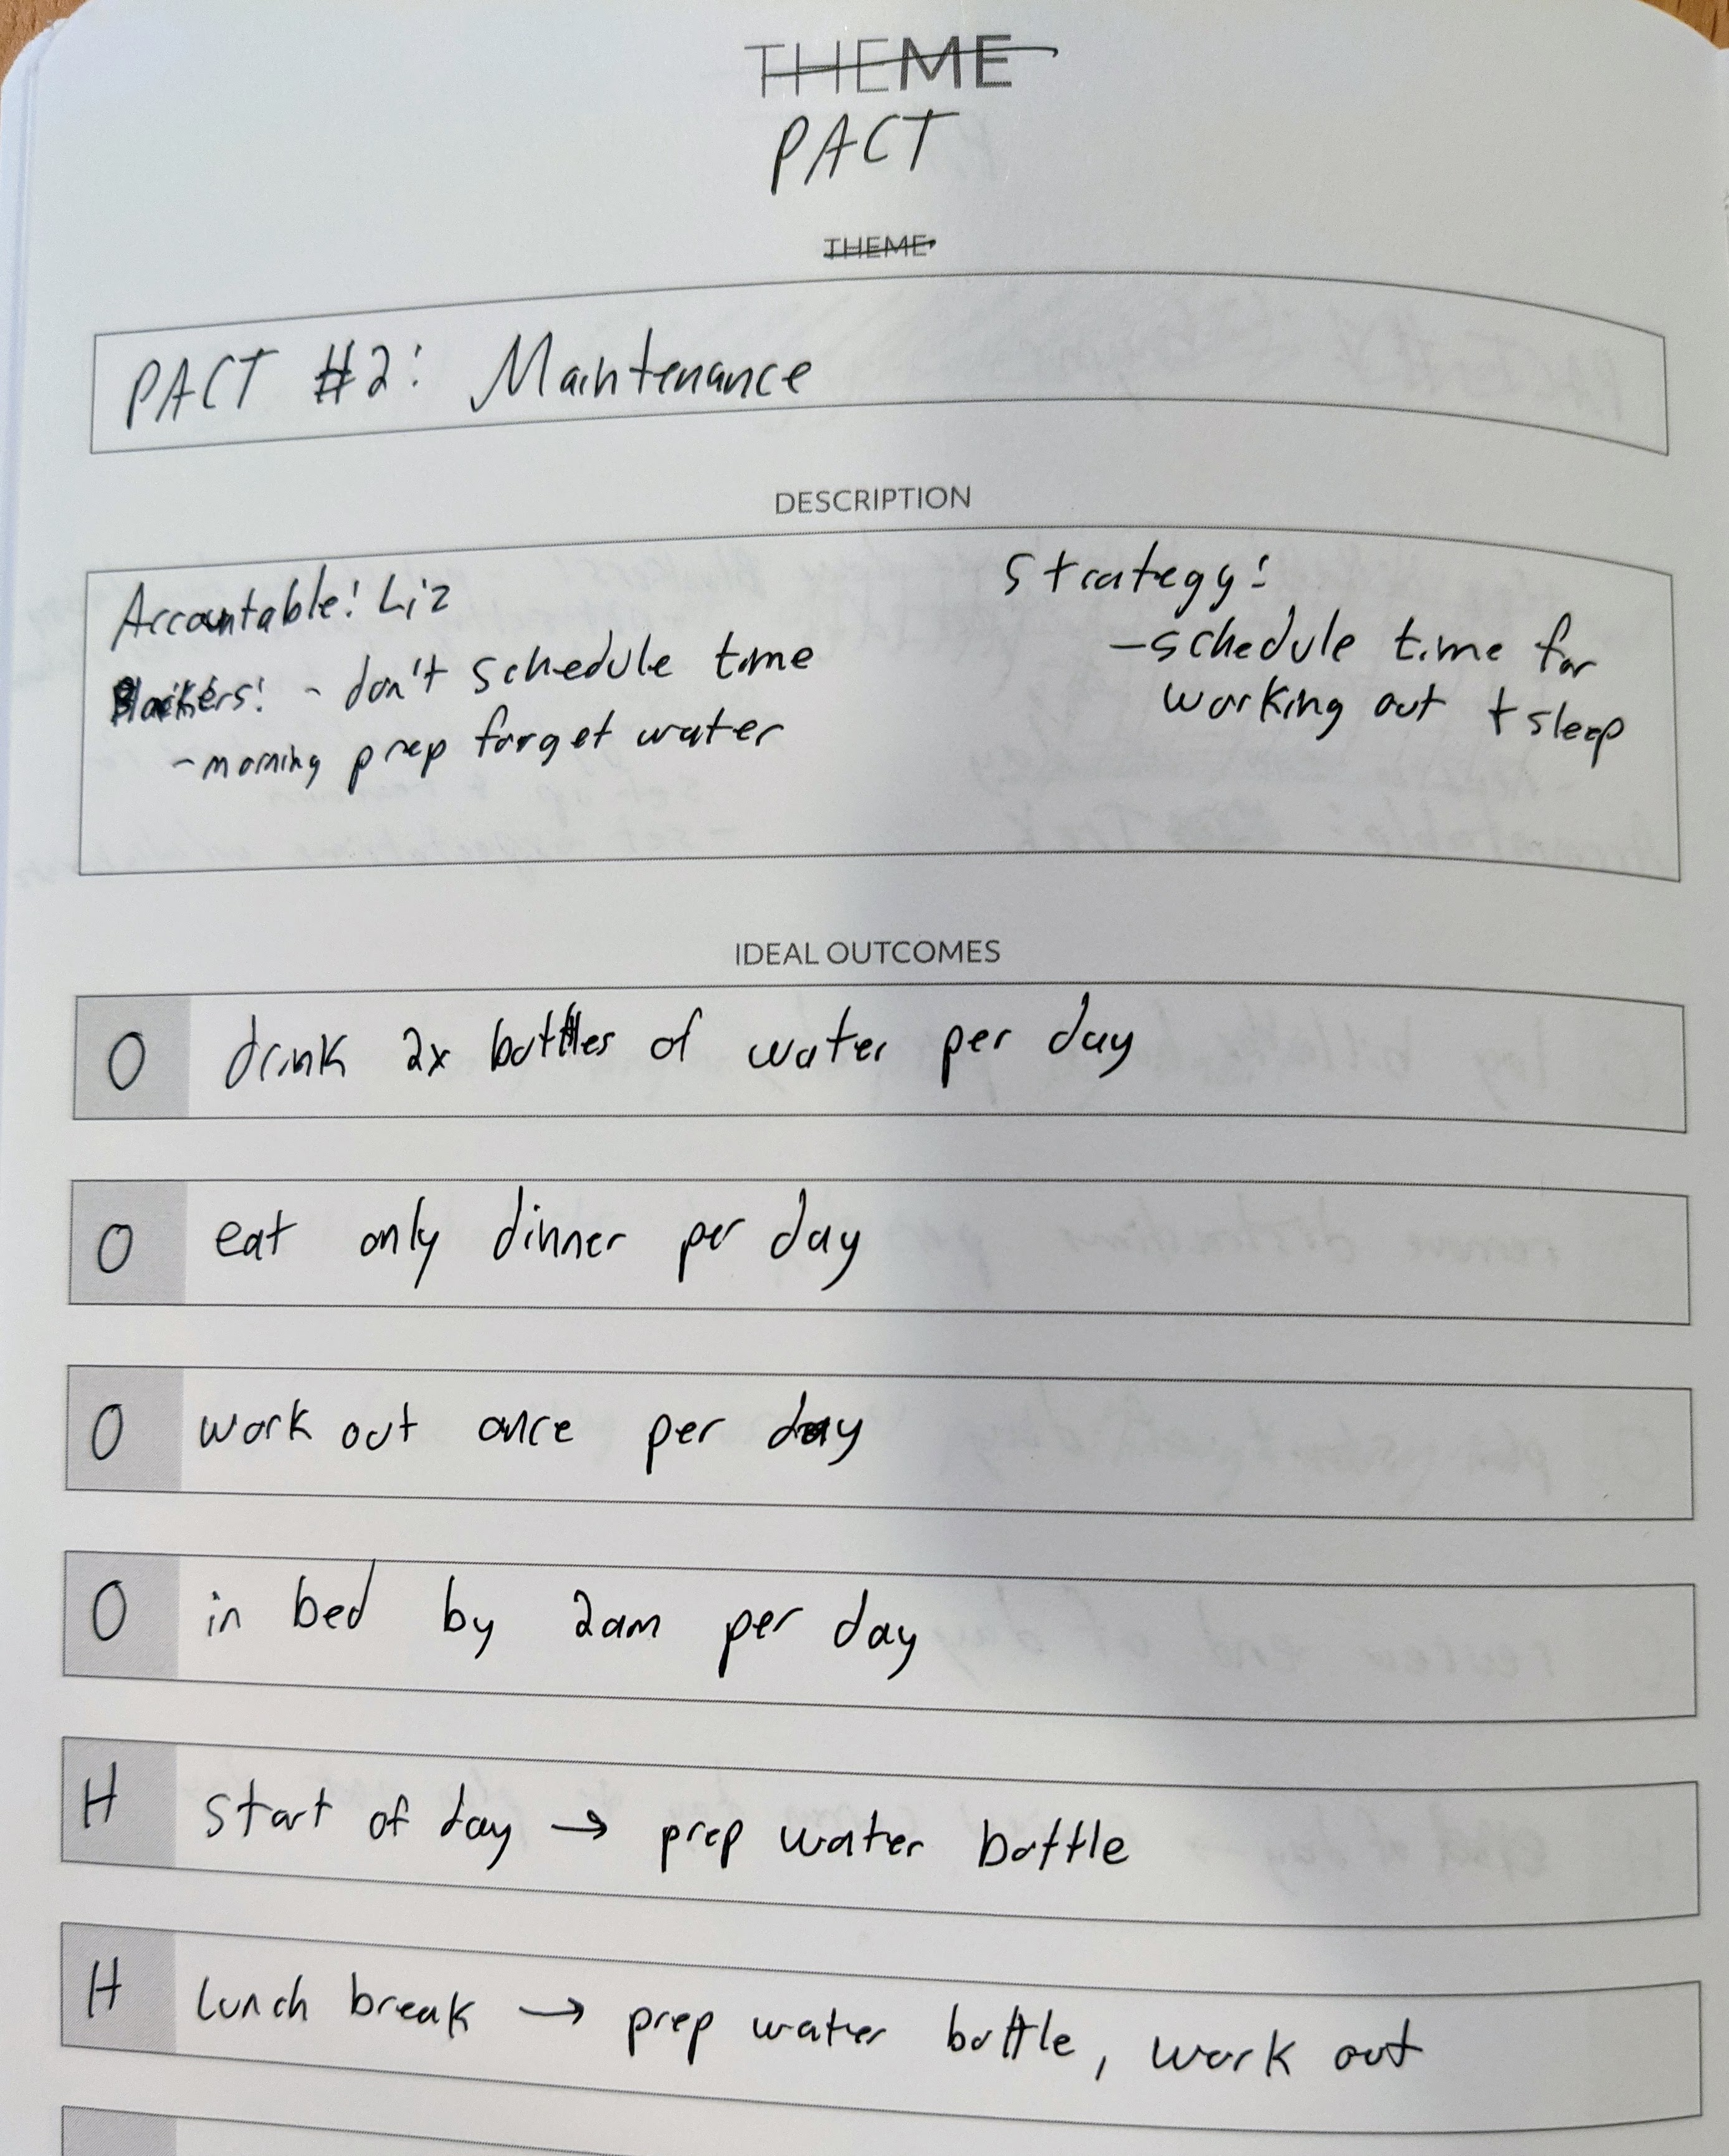 THEME
PACT
THEME
PACT #2: Maintenance
DESCRIPTION
Accountable: Liz
Blockers: - don't schedule time
- morning prep forget water
Strategy:
- schedule time for
working out + sleep
IDEAL OUTCOMES
O drink 2x bottles of water per day
O eat only dinner per day
O work out once per day
O in bed by 2am per day
H start of day → prep water bottle
H lunch break → prep water bottle, work out